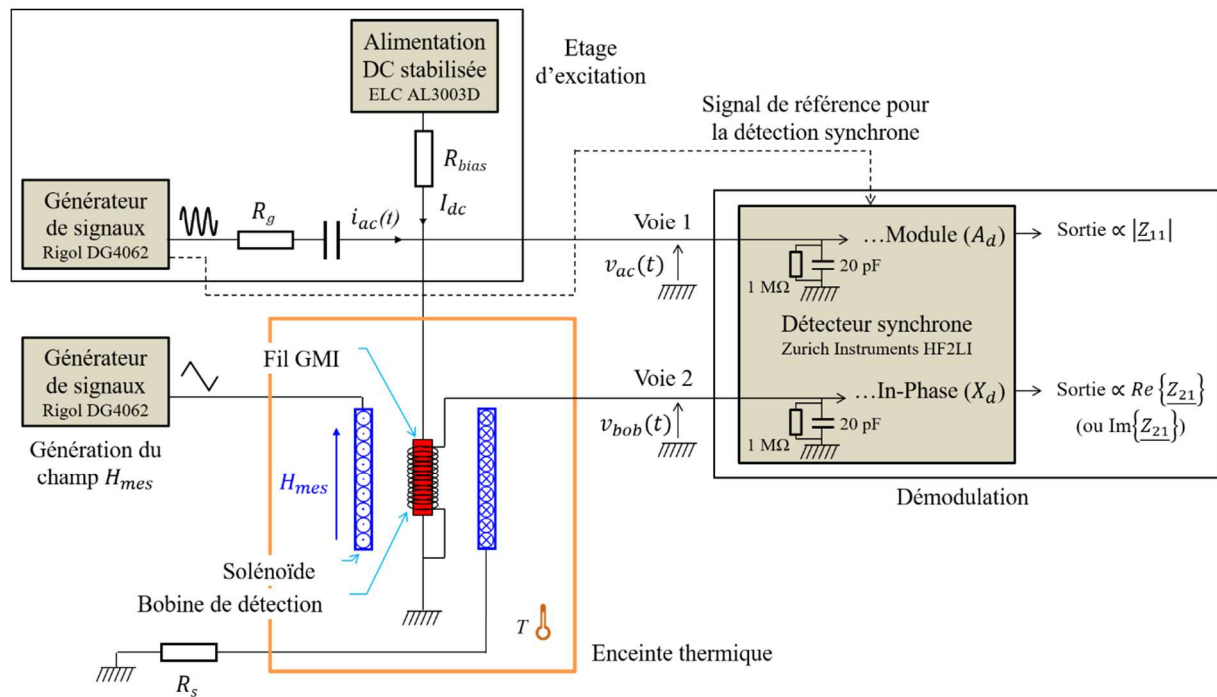 Alimentation
DC stabilisée
ELC AL3003D
Etage
d'excitation
R_bias
I_dc
Générateur
de signaux
Rigol DG4062
R_g
i_ac(t)
Signal de référence pour
la détection synchrone
Voie 1
v_ac(t)
…Module (A_d)
1 MΩ
20 pF
Sortie ∝ |Z_11|
Détecteur synchrone
Zurich Instruments HF2LI
Générateur
de signaux
Rigol DG4062
Génération du
champ H_mes
Fil GMI
H_mes
Voie 2
v_bob(t)
…In-Phase (X_d)
1 MΩ
20 pF
Sortie ∝ Re {Z_21}
(ou Im{Z_21})
Démodulation
Solénoïde
Bobine de détection
T
R_s
Enceinte thermique